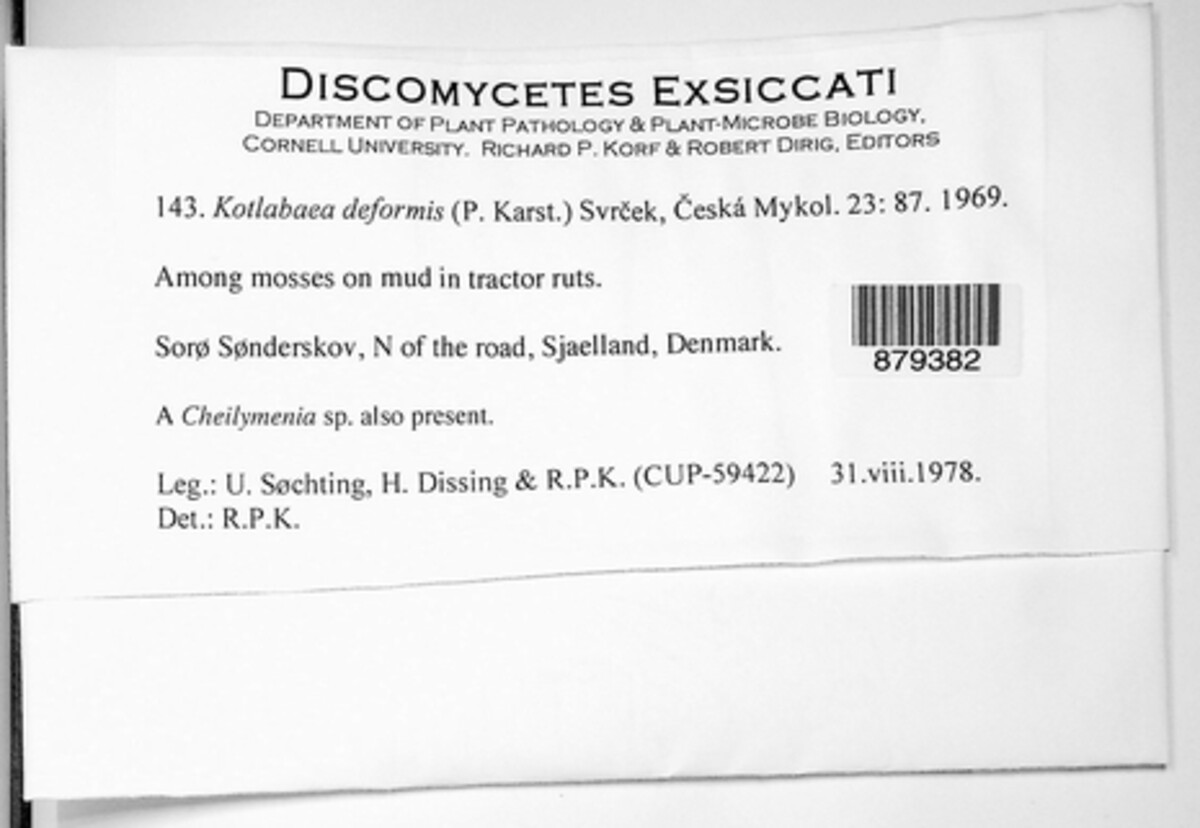 DISCOMYCETES EXSICCATI
DEPARTMENT OF PLANT PATHOLOGY & PLANT-MICROBE BIOLOGY,
CORNELL UNIVERSITY. RICHARD P. KORF & ROBERT DIRIG, EDITORS
143. Kotlabaea deformis (P. Karst.) Svrček, Česká Mykol. 23: 87. 1969.
Among mosses on mud in tractor ruts.
Sorø Sønderskov, N of the road, Sjaelland, Denmark.
879382
A Cheilymenia sp. also present.
Leg.: U. Søchting, H. Dissing & R.P.K. (CUP-59422) 31.viii.1978.
Det.: R.P.K.